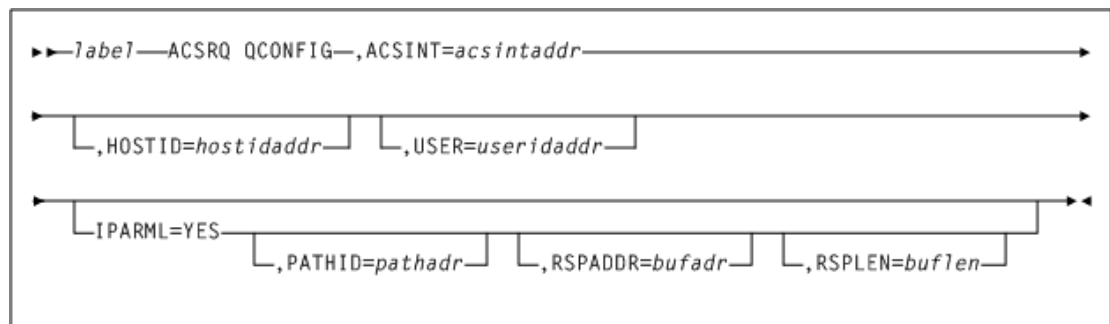 label ACSRQ QCONFIG ,ACSINT=acsintaddr
,HOSTID=hostidaddr ,USER=useridaddr
IPARML=YES
,PATHID=pathadr ,RSPADDR=bufadr ,RSPLEN=buflen